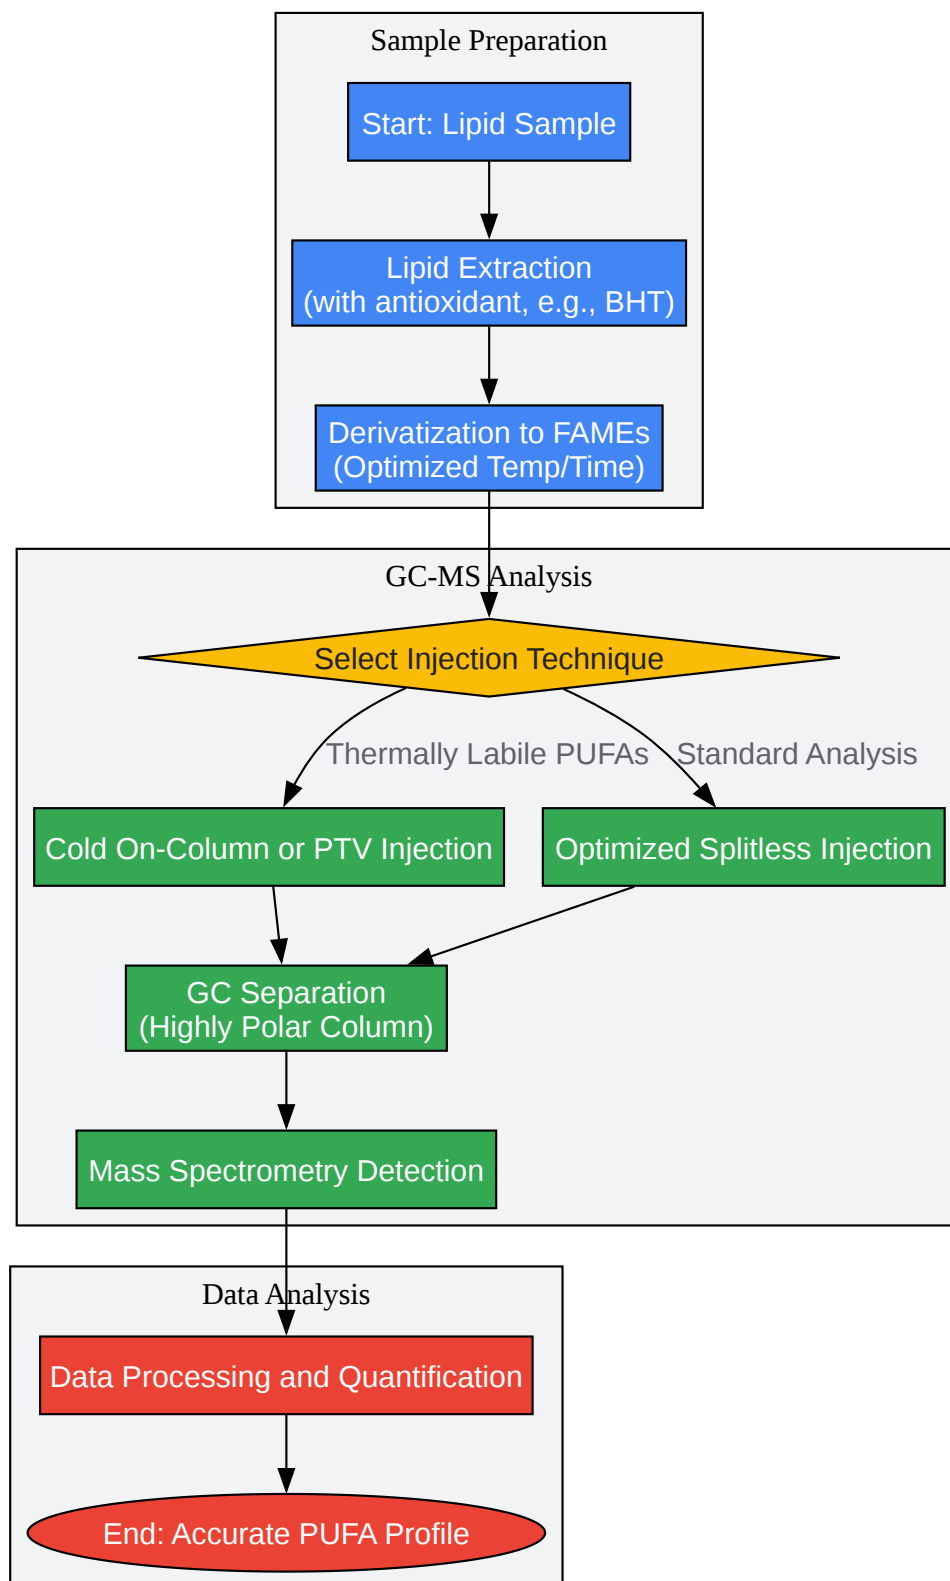 Sample Preparation
Start: Lipid Sample
Lipid Extraction
(with antioxidant, e.g., BHT)
Derivatization to FAMEs
(Optimized Temp/Time)
GC-MS Analysis
Select Injection Technique
Thermally Labile PUFAs
Standard Analysis
Cold On-Column or PTV Injection
Optimized Splitless Injection
GC Separation
(Highly Polar Column)
Mass Spectrometry Detection
Data Analysis
Data Processing and Quantification
End: Accurate PUFA Profile